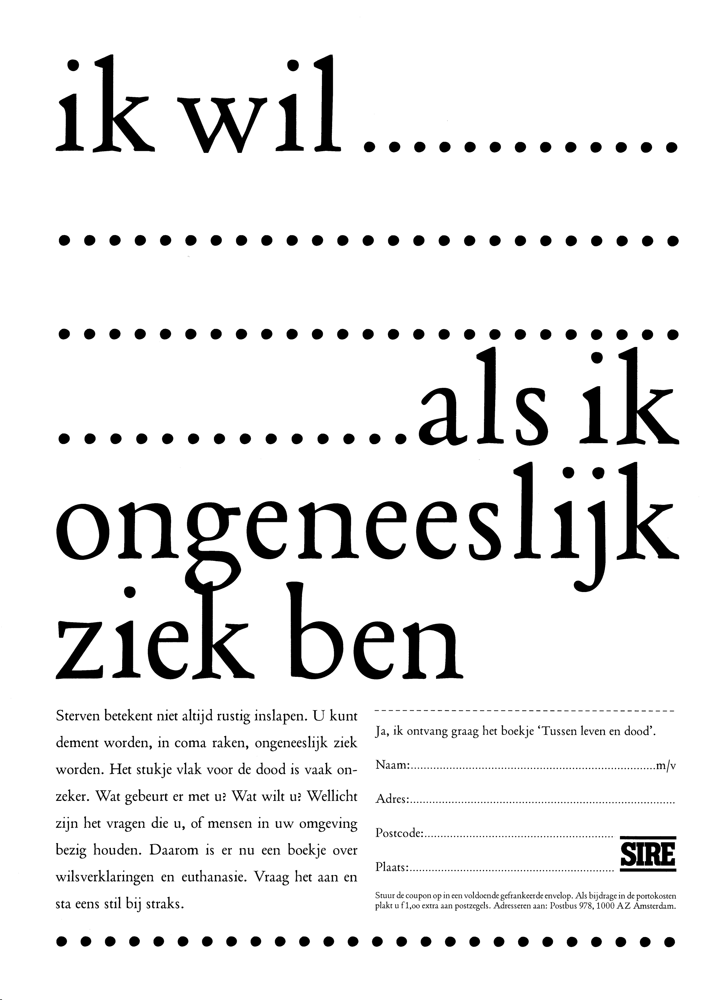 ik wil .............
.........................
.........................
..............als ik
ongeneeslijk
ziek ben
Sterven betekent niet altijd rustig inslapen. U kunt
dement worden, in coma raken, ongeneeslijk ziek
worden. Het stukje vlak voor de dood is vaak on-
zeker. Wat gebeurt er met u? Wat wilt u? Wellicht
zijn het vragen die u, of mensen in uw omgeving
bezig houden. Daarom is er nu een boekje over
wilsverklaringen en euthanasie. Vraag het aan en
sta eens stil bij straks.
Ja, ik ontvang graag het boekje ‘Tussen leven en dood’.
Naam:..........................................................................................m/v
Adres:..................................................................................................
Postcode:......................................................................
Plaats:............................................................................
SIRE
Stuur de coupon op in een voldoende gefrankeerde envelop. Als bijdrage in de portokosten
plakt u f 1,00 extra aan postzegels. Adresseren aan: Postbus 978, 1000 AZ Amsterdam.
..........................